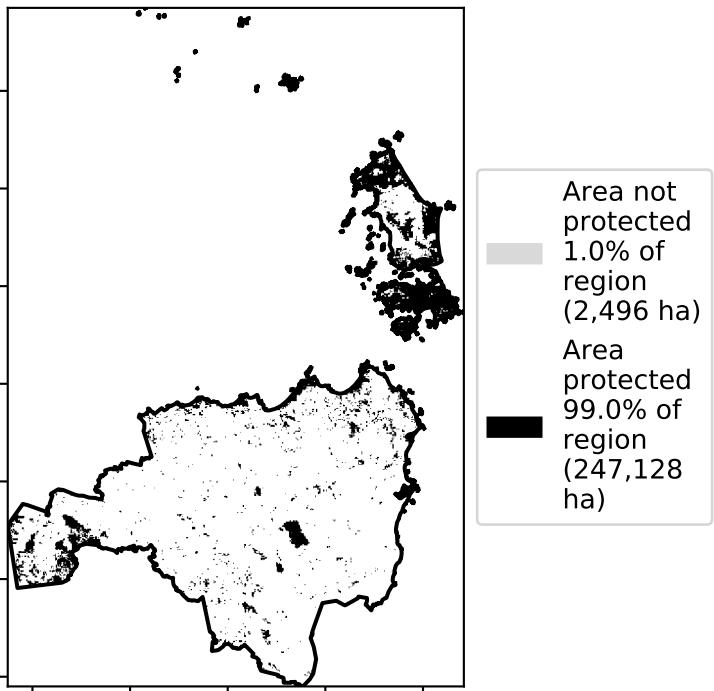 Area not
protected
1.0% of
region
(2,496 ha)
Area
protected
99.0% of
region
(247,128
ha)